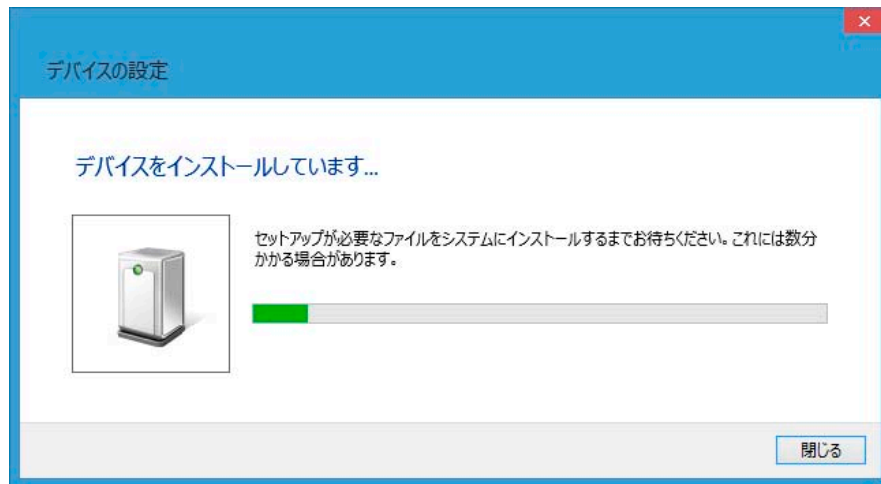 デバイスの設定
デバイスをインストールしています...
セットアップが必要なファイルをシステムにインストールするまでお待ちください。これには数分
かかる場合があります。
閉じる